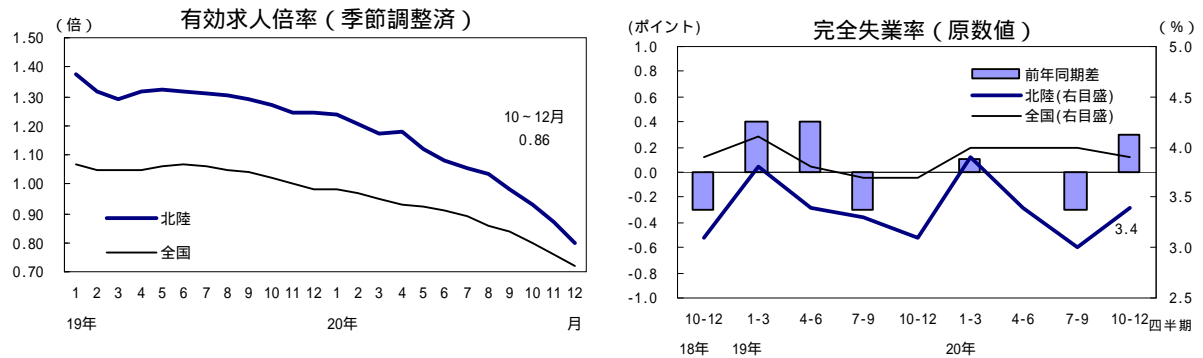 有効求人倍率（季節調整済）
（倍）
1.50
1.40
1.30
1.20
1.10
1.00
0.90
0.80
0.70
10～12月
0.86
北陸
全国
1 2 3 4 5 6 7 8 9 10 11 12 1 2 3 4 5 6 7 8 9 10 11 12
19年 20年 月
完全失業率（原数値）
(ポイント) (％)
1.0
0.8
0.6
0.4
0.2
0.0
-0.2
-0.4
-0.6
-0.8
-1.0
前年同期差
北陸(右目盛)
全国(右目盛)
3.4
5.0
4.5
4.0
3.5
3.0
2.5
10-12 1-3 4-6 7-9 10-12 1-3 4-6 7-9 10-12 四半期
18年 19年 20年